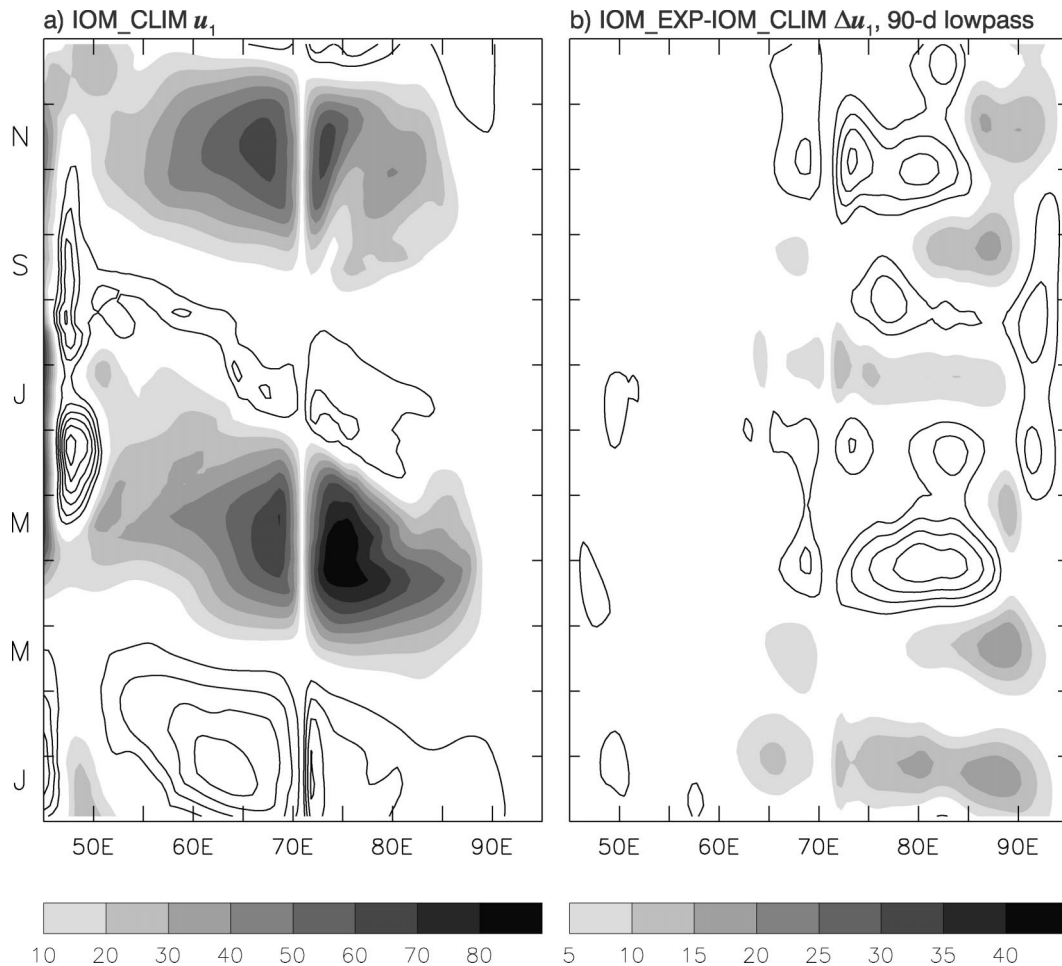 a) IOM_CLIM u1
b) IOM_EXP-IOM_CLIM Δu1, 90-d lowpass
N
S
J
M
M
J
50E 60E 70E 80E 90E
50E 60E 70E 80E 90E
10 20 30 40 50 60 70 80
5 10 15 20 25 30 35 40